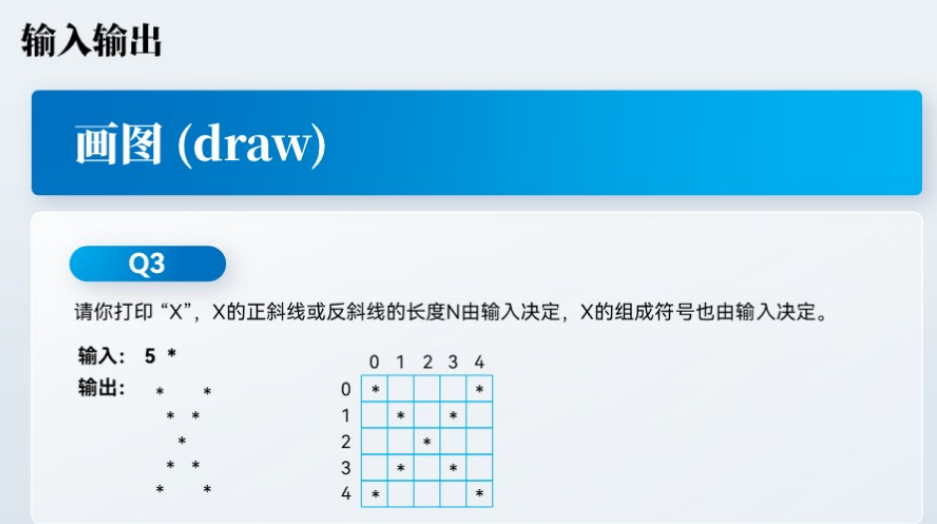 输入输出
画图 (draw)
Q3
请你打印 “X”，X的正斜线或反斜线的长度N由输入决定，X的组成符号也由输入决定。
输入： 5 *
输出：
*   *
* *
*
* *
*   *
0 1 2 3 4
0 * *
1 * *
2 *
3 * *
4 * *